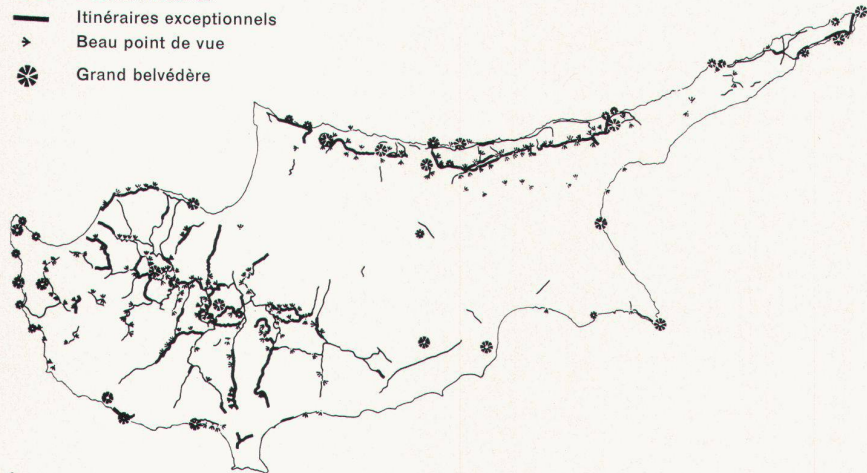 Itinéraires exceptionnels
Beau point de vue
Grand belvédère